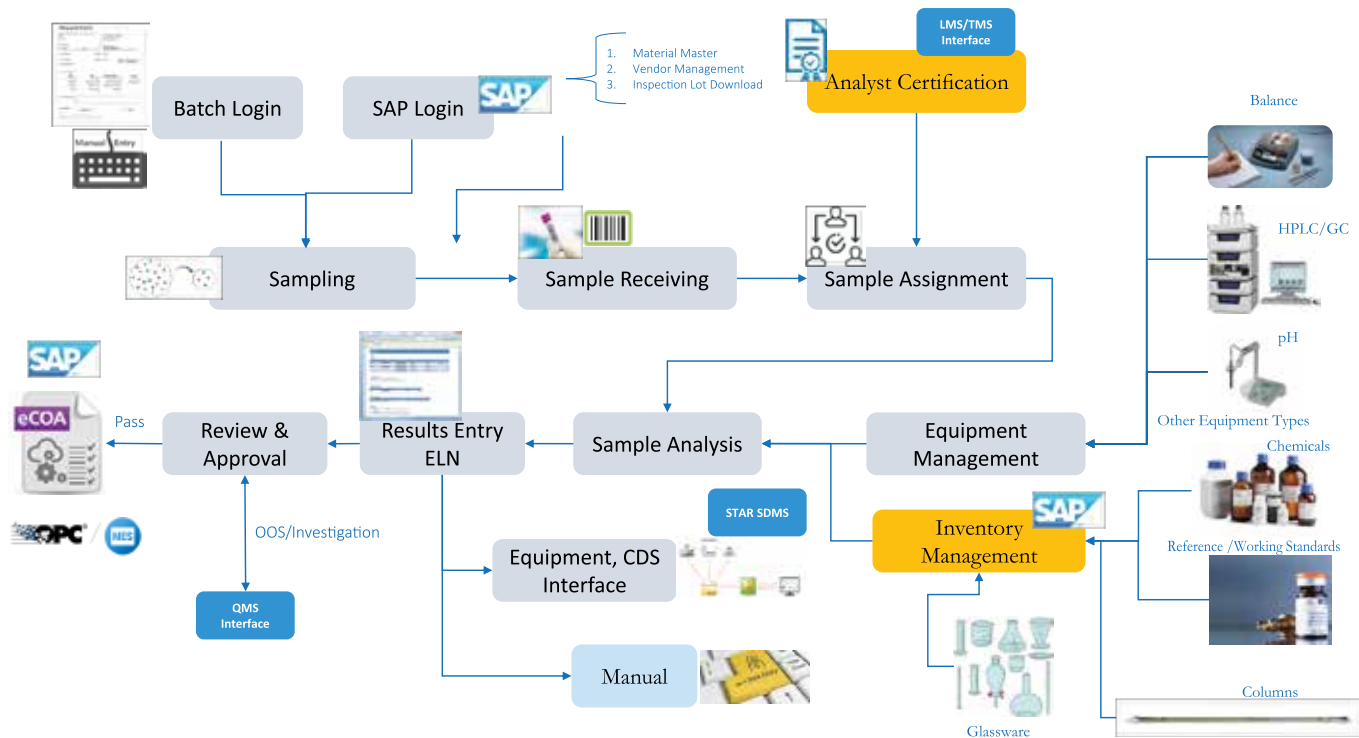 LMS/TMS
Interface
1. Material Master
2. Vendor Management
3. Inspection Lot Download
Batch Login
SAP Login
SAP
Analyst Certification
Manual Entry
Balance
HPLC/GC
Sampling
Sample Receiving
Sample Assignment
pH
SAP
eCOA
Pass
Review &
Approval
Results Entry
ELN
Sample Analysis
Equipment
Management
Other Equipment Types
Chemicals
OPC / NES
OOS/Investigation
STAR SDMS
SAP
Inventory
Management
Reference /Working Standards
Equipment, CDS
Interface
QMS
Interface
Manual
Columns
Glassware